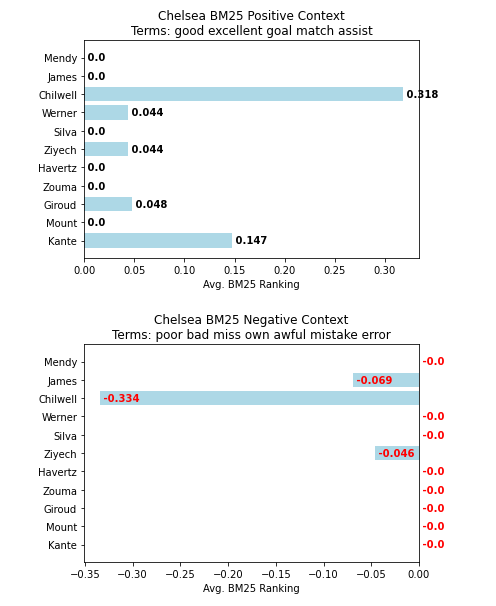 Chelsea BM25 Positive Context
Terms: good excellent goal match assist
Mendy 0.0
James 0.0
Chilwell 0.318
Werner 0.044
Silva 0.0
Ziyech 0.044
Havertz 0.0
Zouma 0.0
Giroud 0.048
Mount 0.0
Kante 0.147
0.00 0.05 0.10 0.15 0.20 0.25 0.30
Avg. BM25 Ranking
Chelsea BM25 Negative Context
Terms: poor bad miss own awful mistake error
Mendy -0.0
James -0.069
Chilwell -0.334
Werner -0.0
Silva -0.0
Ziyech -0.046
Havertz -0.0
Zouma -0.0
Giroud -0.0
Mount -0.0
Kante -0.0
−0.35 −0.30 −0.25 −0.20 −0.15 −0.10 −0.05 0.00
Avg. BM25 Ranking